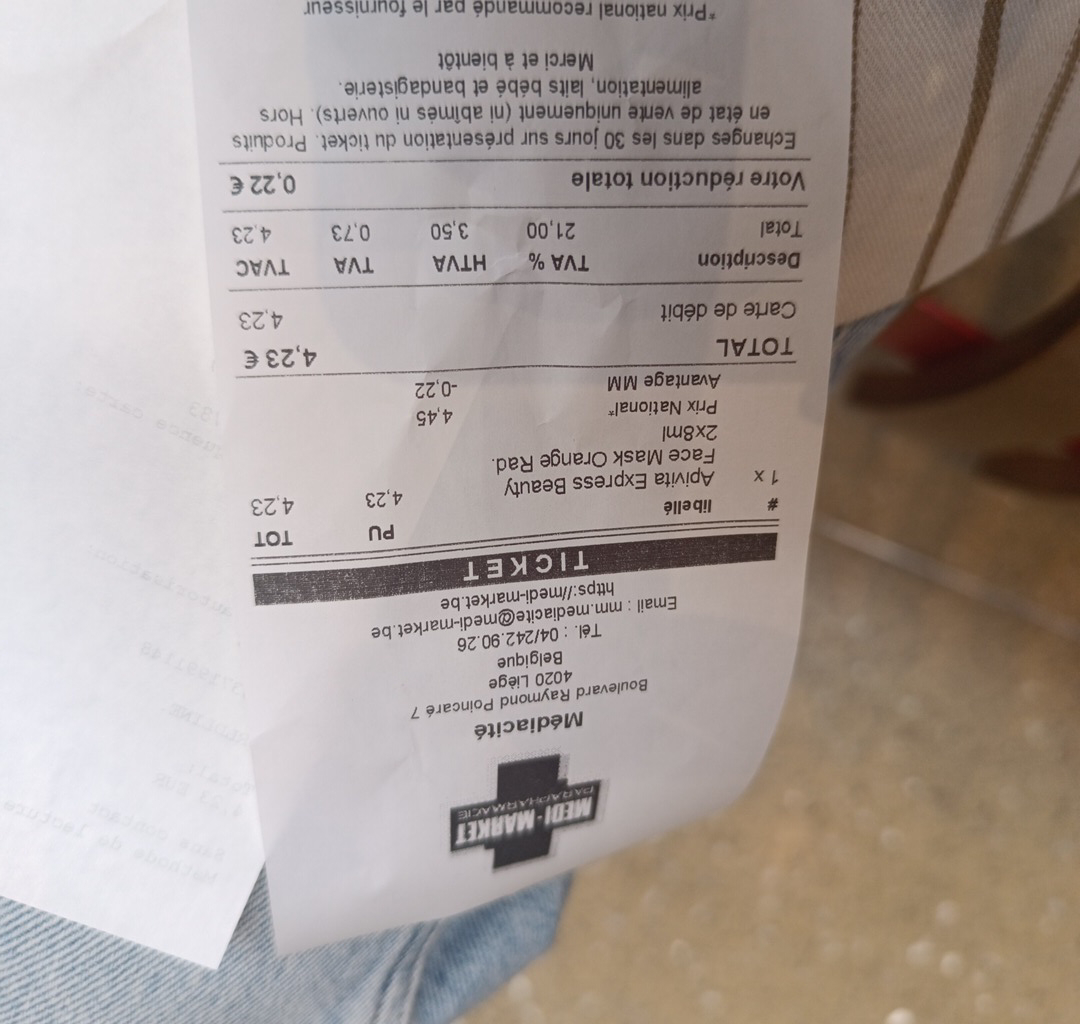 MEDI-MARKET
PARAPHARMACIE
Médiacité
Boulevard Raymond Poincaré 7
4020 Liège
Belgique
Tél. : 04/242.90.26
Email : mm.mediacite@medi-market.be
https://medi-market.be
TICKET
# libellé PU TOT
1 x Apivita Express Beauty 4,23 4,23
Face Mask Orange Rad.
2x8ml
Prix National* 4,45
Avantage MM -0,22
TOTAL 4,23 €
Carte de débit 4,23
Description TVA % HTVA TVA TVAC
Total 21,00 3,50 0,73 4,23
Votre réduction totale 0,22 €
Echanges dans les 30 jours sur présentation du ticket. Produits
en état de vente uniquement (ni abîmés ni ouverts). Hors
alimentation, laits bébé et bandagisterie.
Merci et à bientôt
*Prix national recommandé par le fournisseur